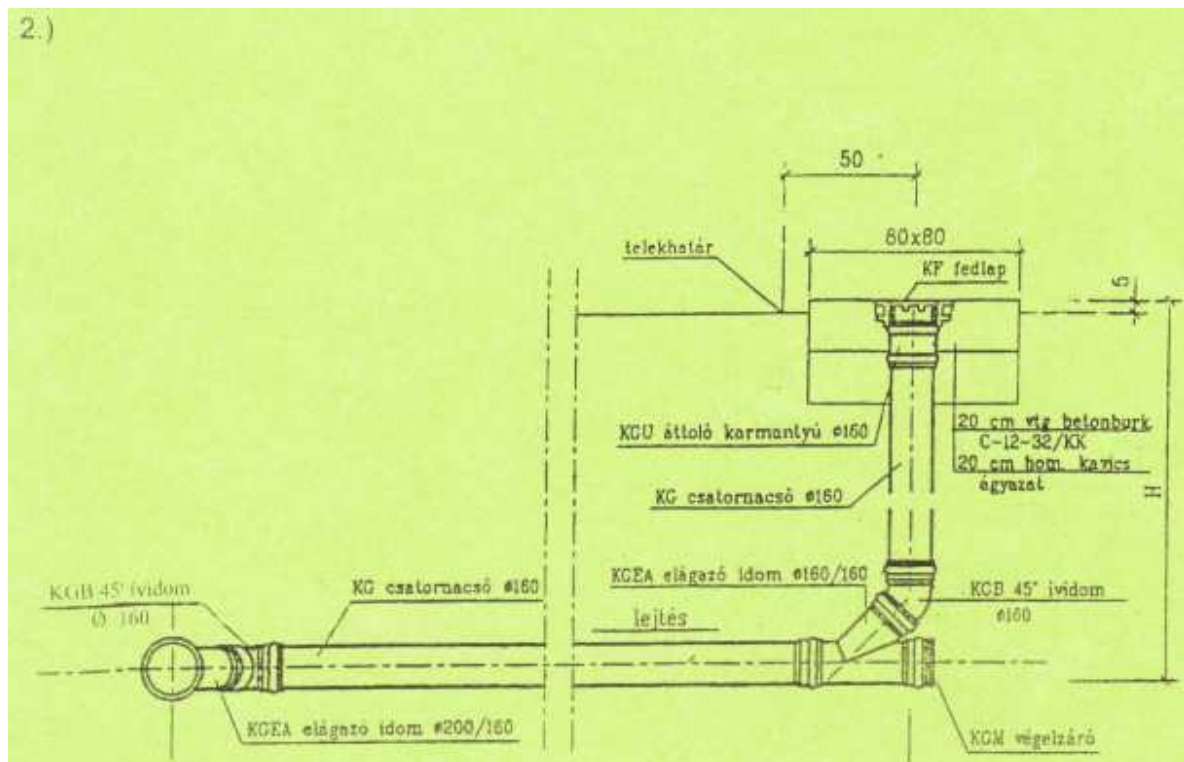 2.)
50
80x80
telekhatár
KF fedlap
5
KGU áttoló karmantyú ø160
20 cm vtg betonburk.
C-12-32/KK
20 cm hom. kavics
ágyazat
KG csatornacső ø160
H
KGEA elágazó idom ø160/160
KGB 45° ívidom
Ø 160
KG csatornacső ø160
KGB 45° ívidom
ø160
lejtés
KGEA elágazó idom ø200/160
KGM végelzáró